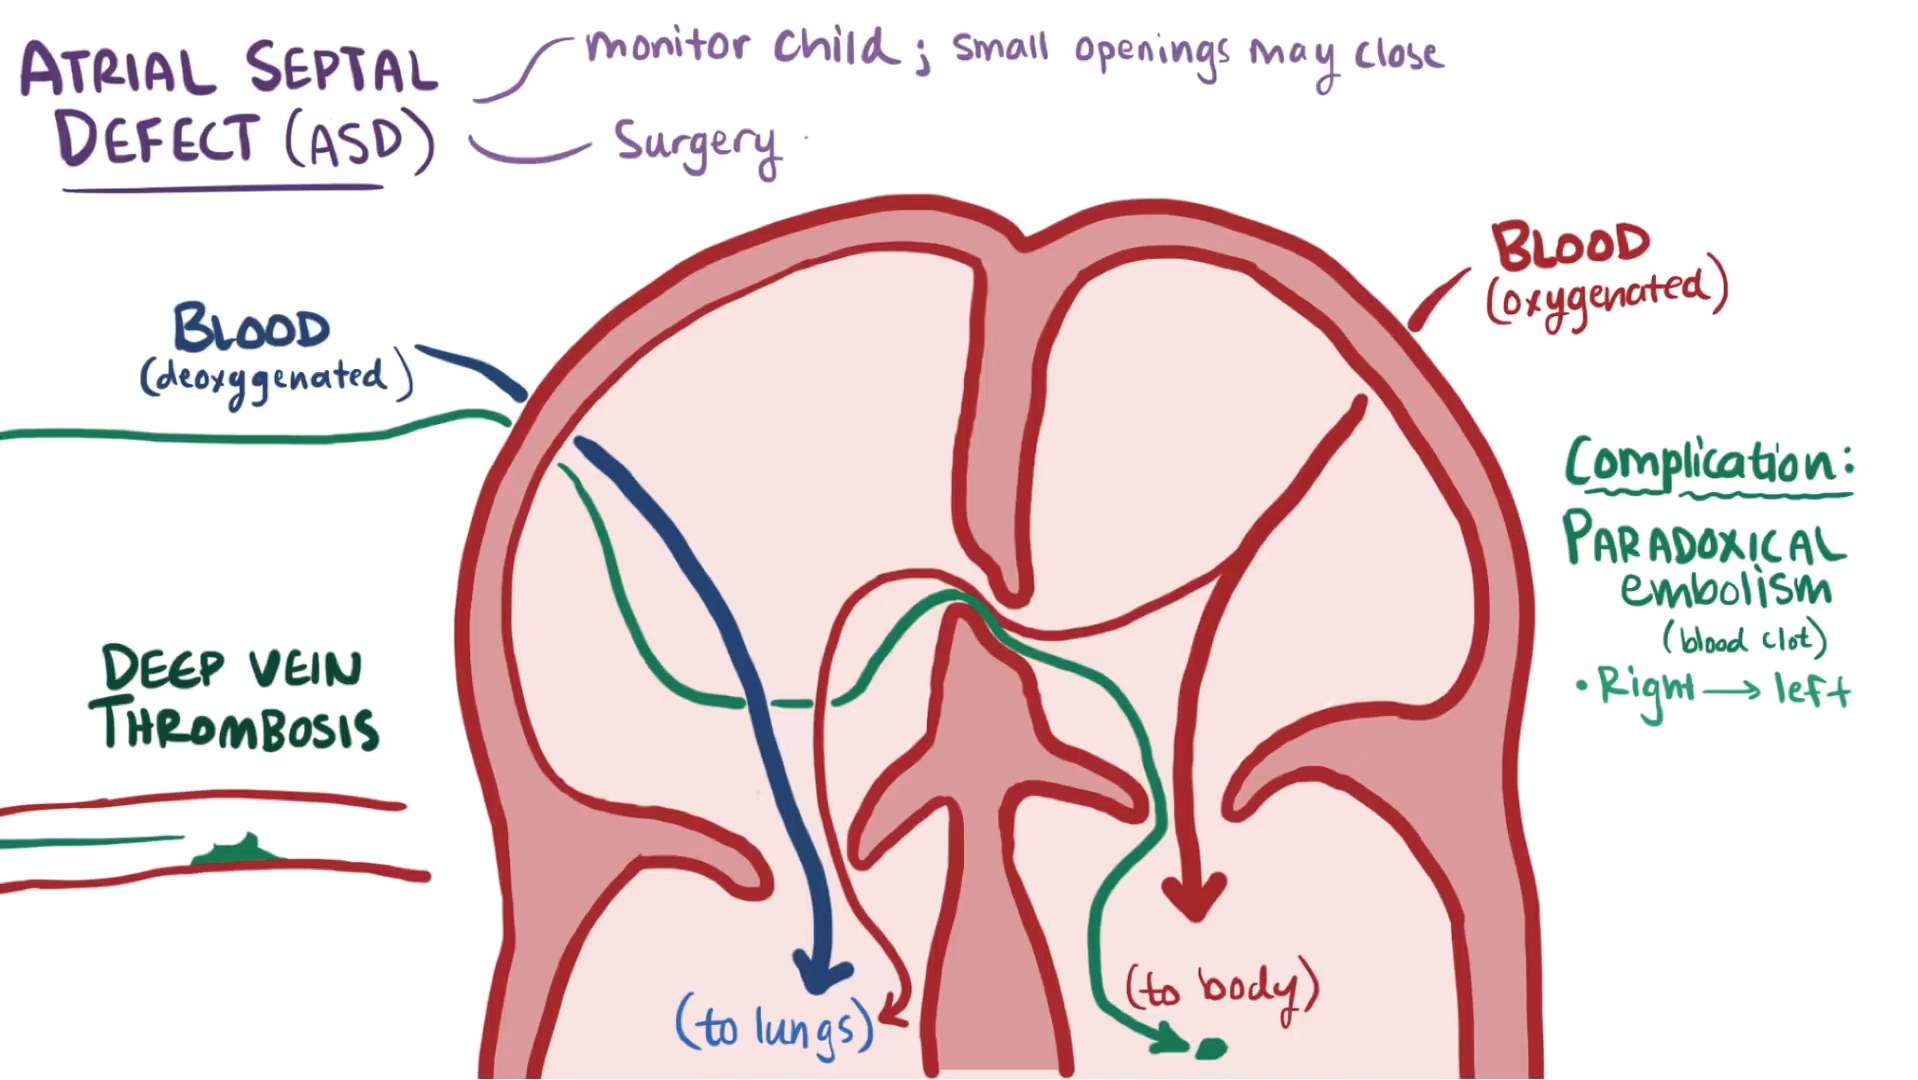 ATRIAL SEPTAL
DEFECT (ASD)
monitor child; small openings may close
Surgery
BLOOD
(deoxygenated)
BLOOD
(oxygenated)
Complication:
PARADOXICAL
embolism
(blood clot)
• Right → left
DEEP VEIN
THROMBOSIS
(to lungs)
(to body)